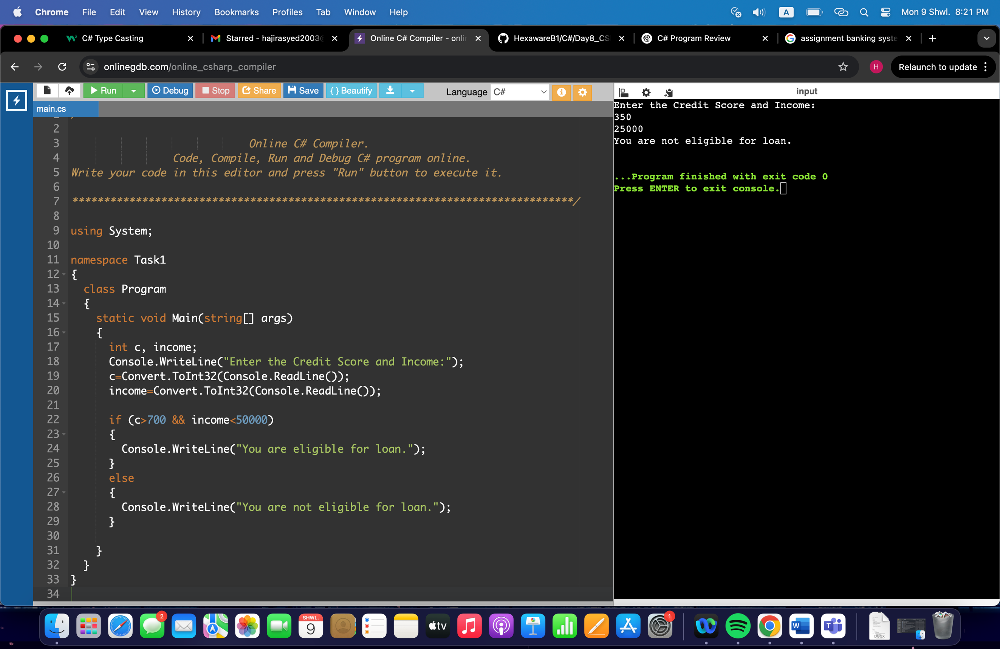 Chrome File Edit View History Bookmarks Profiles Tab Window Help A Mon 9 Shwl. 8:21 PM
C# Type Casting Starred - hajirasyed2003@ Online C# Compiler - onlin HexawareB1/C#/Day8_CS C# Program Review assignment banking syste
onlinegdb.com/online_csharp_compiler H Relaunch to update
Run Debug Stop Share Save { } Beautify Language C# input
main.cs
2
3 Online C# Compiler.
4 Code, Compile, Run and Debug C# program online.
5 Write your code in this editor and press "Run" button to execute it.
6
7 *******************************************************************************/
8
9 using System;
10
11 namespace Task1
12 {
13 class Program
14 {
15 static void Main(string[] args)
16 {
17 int c, income;
18 Console.WriteLine("Enter the Credit Score and Income:");
19 c=Convert.ToInt32(Console.ReadLine());
20 income=Convert.ToInt32(Console.ReadLine());
21
22 if (c>700 && income<50000)
23 {
24 Console.WriteLine("You are eligible for loan.");
25 }
26 else
27 {
28 Console.WriteLine("You are not eligible for loan.");
29 }
30
31 }
32 }
33 }
34
Enter the Credit Score and Income:
350
25000
You are not eligible for loan.
...Program finished with exit code 0
Press ENTER to exit console.
2 SHWL. 9 tv 1 W T DOCX